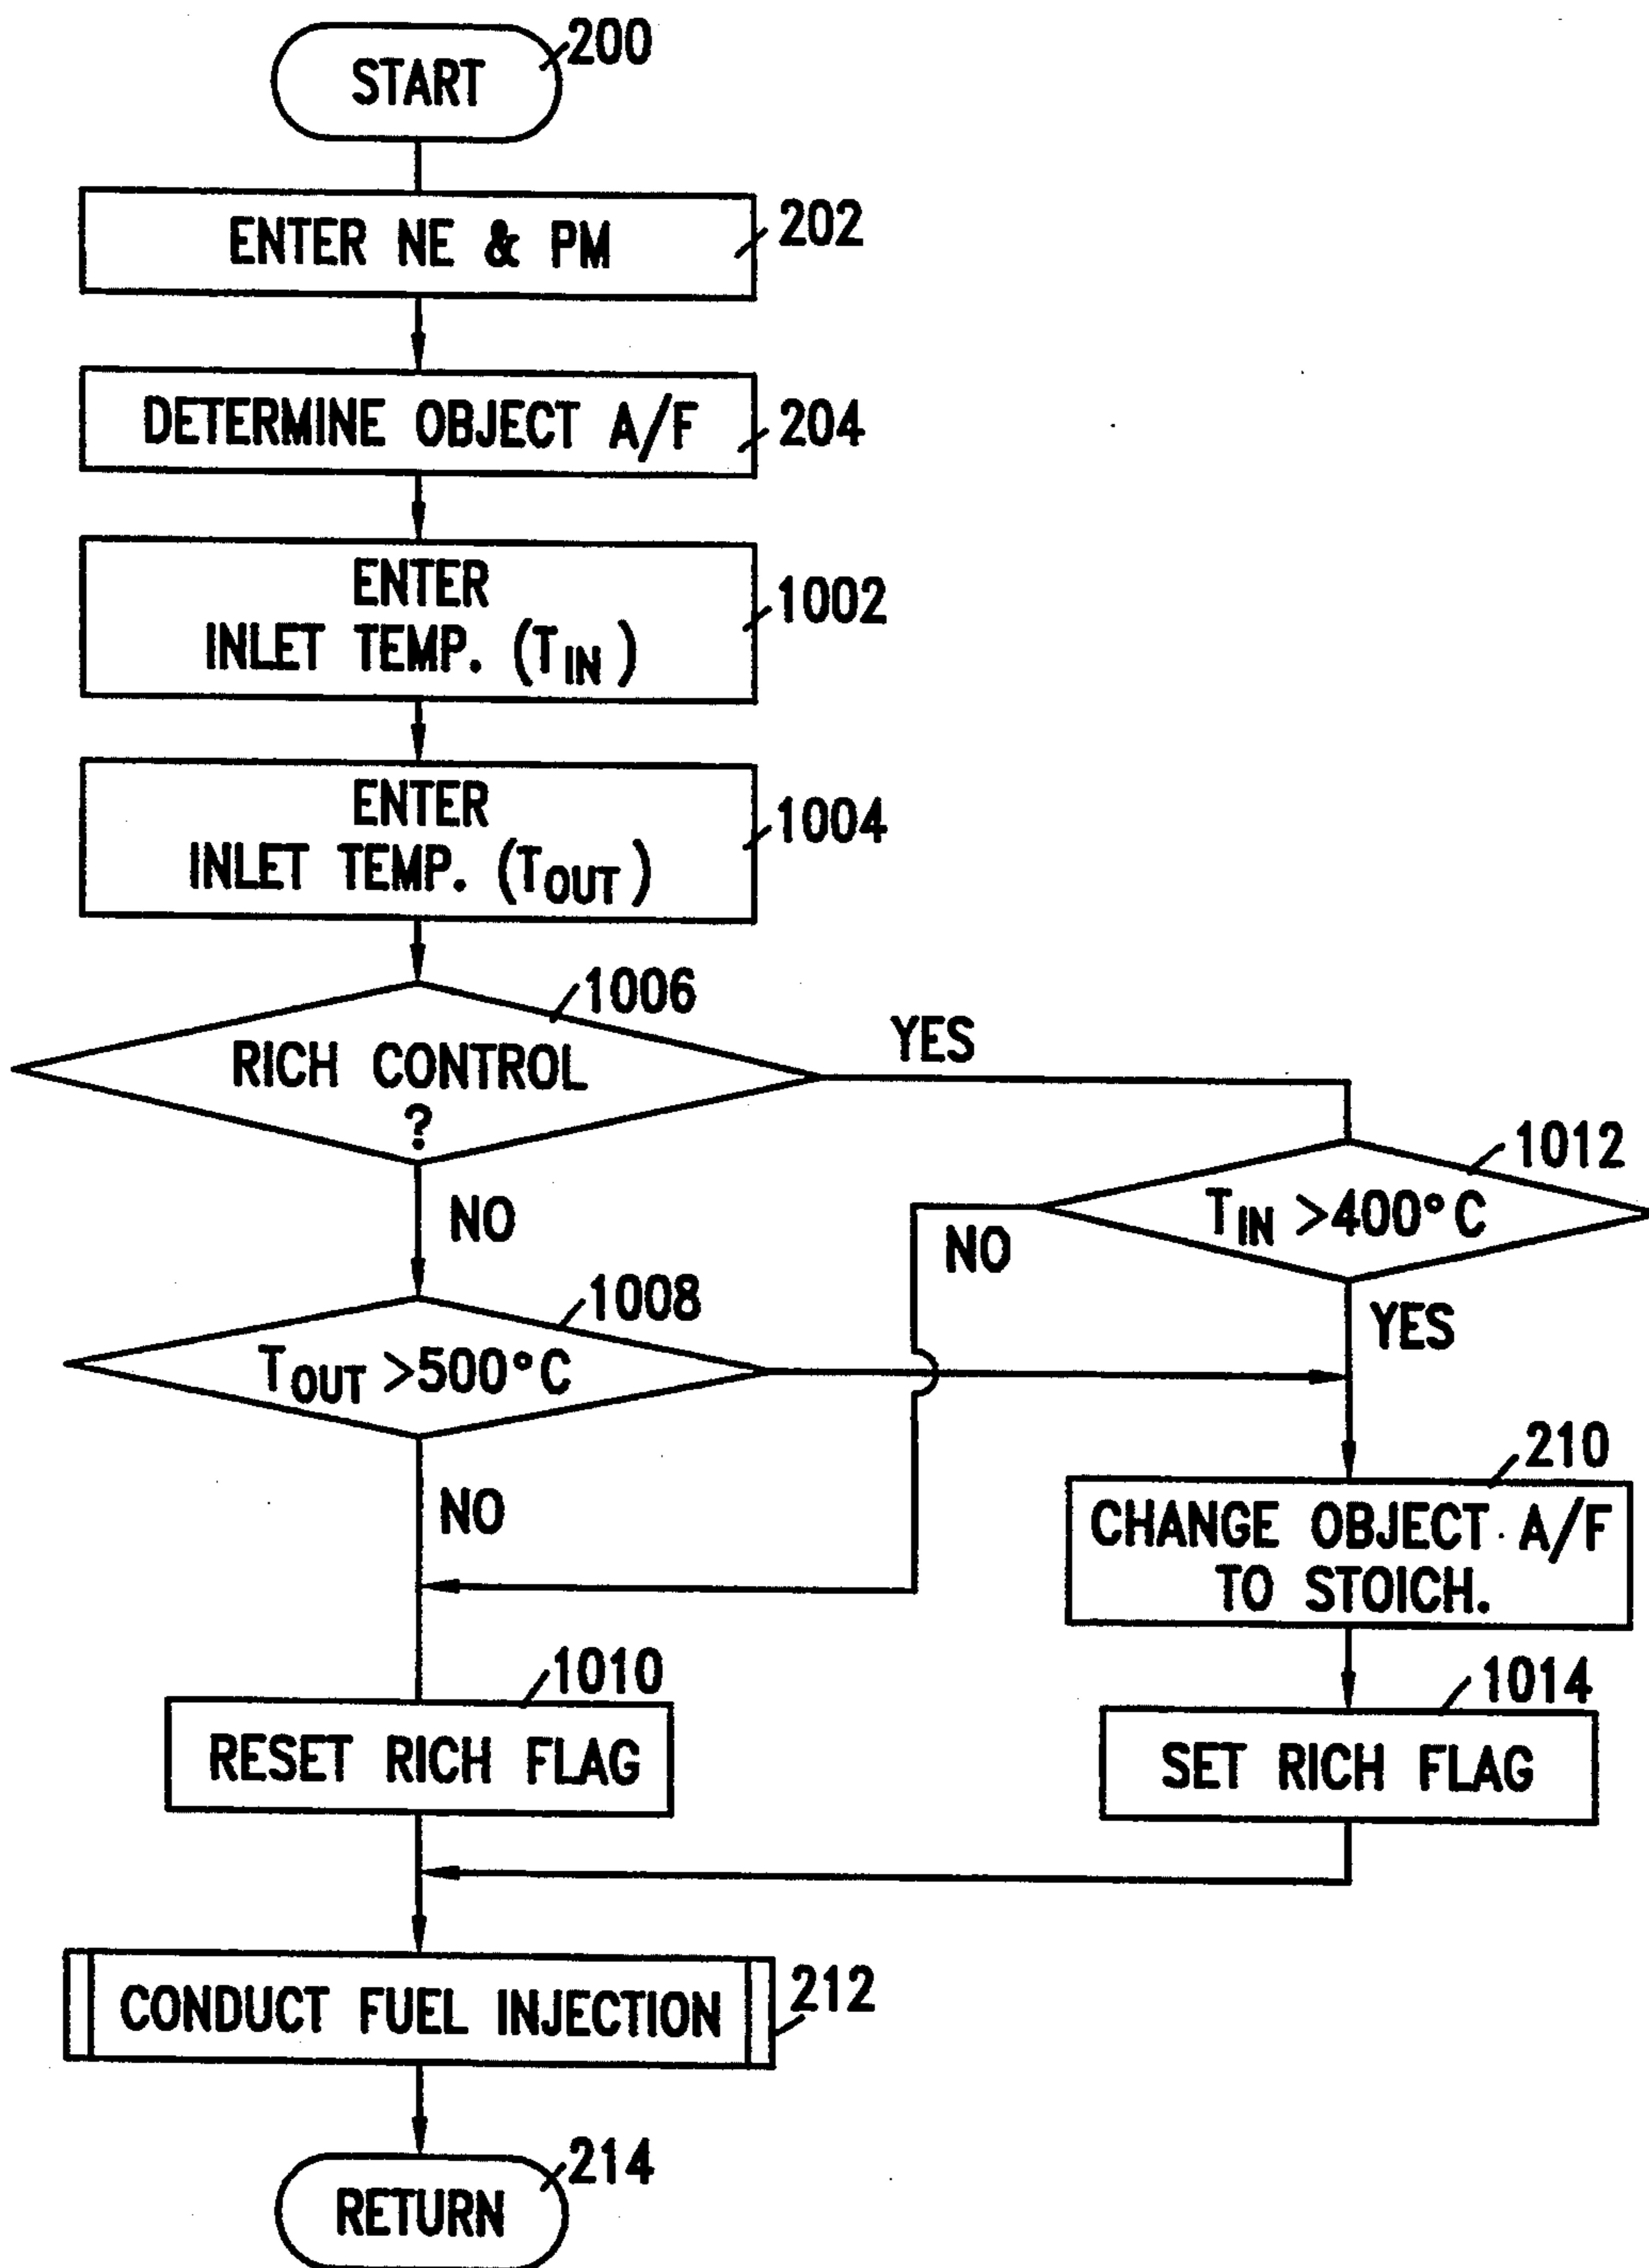 START
200
ENTER NE & PM
202
DETERMINE OBJECT A/F
204
ENTER
INLET TEMP. (TIN)
1002
ENTER
INLET TEMP. (TOUT)
1004
RICH CONTROL
?
1006
YES
NO
TIN >400°C
1012
NO
YES
TOUT >500°C
1008
NO
CHANGE OBJECT A/F
TO STOICH.
210
RESET RICH FLAG
1010
SET RICH FLAG
1014
CONDUCT FUEL INJECTION
212
RETURN
214